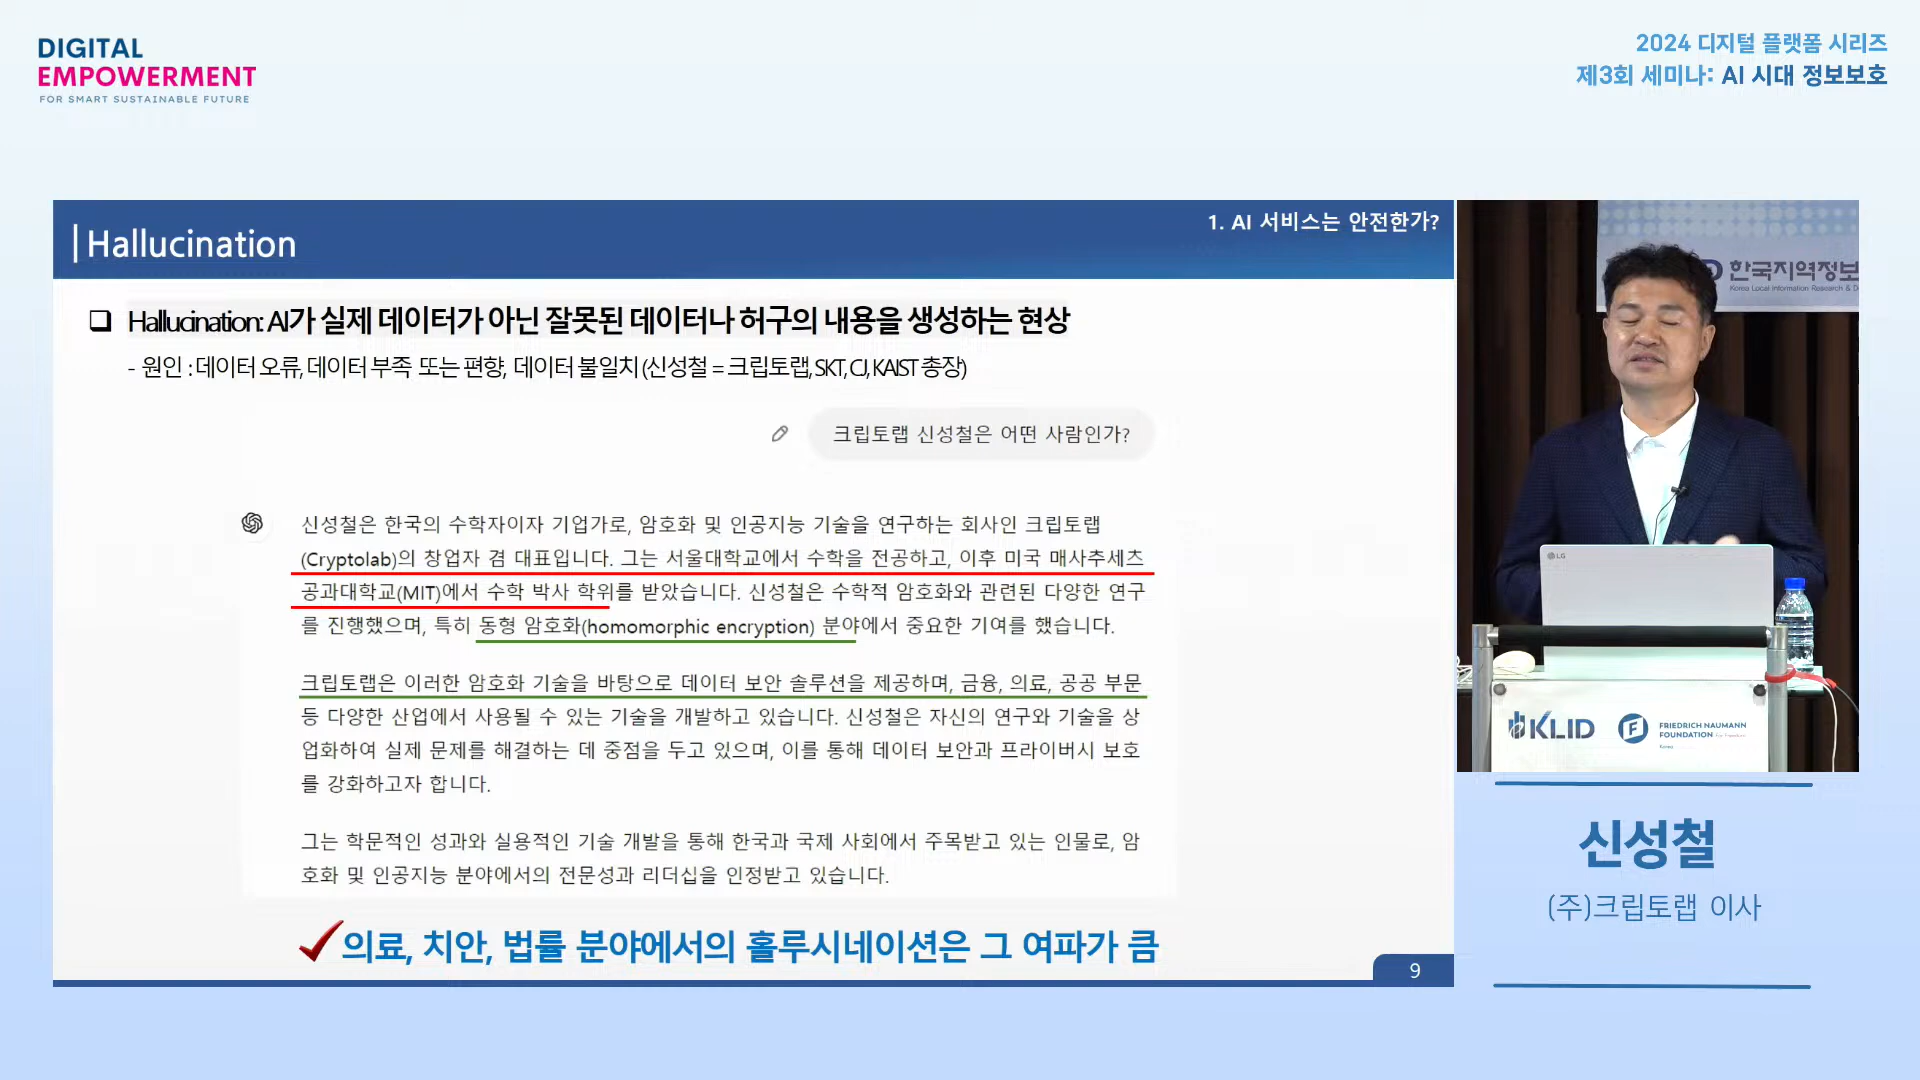 DIGITAL
EMPOWERMENT
FOR SMART SUSTAINABLE FUTURE
2024 디지털 플랫폼 시리즈
제3회 세미나: AI 시대 정보보호
Hallucination
1. AI 서비스는 안전한가?
Hallucination: AI가 실제 데이터가 아닌 잘못된 데이터나 허구의 내용을 생성하는 현상
- 원인 : 데이터 오류, 데이터 부족 또는 편향, 데이터 불일치 (신성철 = 크립토랩, SKT, CJ, KAIST 총장)
크립토랩 신성철은 어떤 사람인가?
신성철은 한국의 수학자이자 기업가로, 암호화 및 인공지능 기술을 연구하는 회사인 크립토랩
(Cryptolab)의 창업자 겸 대표입니다. 그는 서울대학교에서 수학을 전공하고, 이후 미국 매사추세츠
공과대학교(MIT)에서 수학 박사 학위를 받았습니다. 신성철은 수학적 암호화와 관련된 다양한 연구
를 진행했으며, 특히 동형 암호화(homomorphic encryption) 분야에서 중요한 기여를 했습니다.
크립토랩은 이러한 암호화 기술을 바탕으로 데이터 보안 솔루션을 제공하며, 금융, 의료, 공공 부문
등 다양한 산업에서 사용될 수 있는 기술을 개발하고 있습니다. 신성철은 자신의 연구와 기술을 상
업화하여 실제 문제를 해결하는 데 중점을 두고 있으며, 이를 통해 데이터 보안과 프라이버시 보호
를 강화하고자 합니다.
그는 학문적인 성과와 실용적인 기술 개발을 통해 한국과 국제 사회에서 주목받고 있는 인물로, 암
호화 및 인공지능 분야에서의 전문성과 리더십을 인정받고 있습니다.
의료, 치안, 법률 분야에서의 홀루시네이션은 그 여파가 큼
9
한국지역정보
Korea Local Information Research & D
LG
KLID
FRIEDRICH NAUMANN
FOUNDATION For Freedom.
Korea
신성철
(주)크립토랩 이사